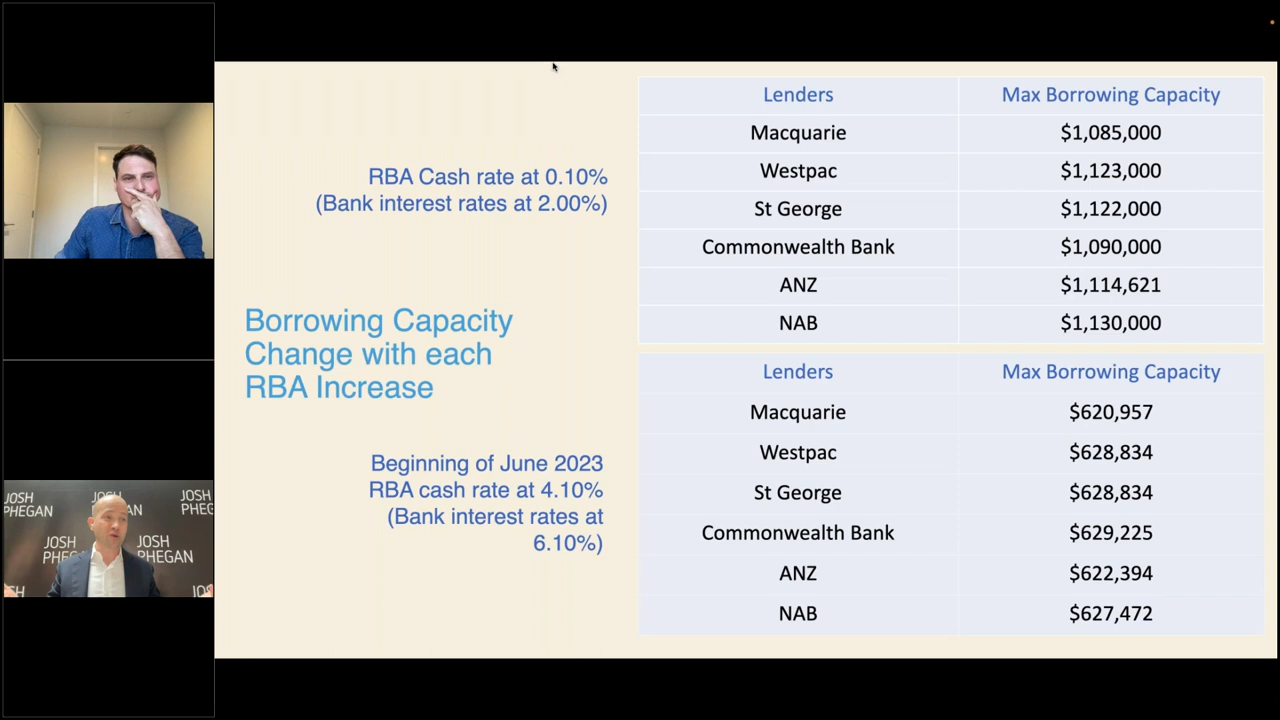 RBA Cash rate at 0.10%
(Bank interest rates at 2.00%)
Borrowing Capacity
Change with each
RBA Increase
Beginning of June 2023
RBA cash rate at 4.10%
(Bank interest rates at
6.10%)
Lenders Max Borrowing Capacity
Macquarie $1,085,000
Westpac $1,123,000
St George $1,122,000
Commonwealth Bank $1,090,000
ANZ $1,114,621
NAB $1,130,000
Lenders Max Borrowing Capacity
Macquarie $620,957
Westpac $628,834
St George $628,834
Commonwealth Bank $629,225
ANZ $622,394
NAB $627,472
JOSH JOSH JOSH
PHEGAN PHEG
JOSH JOSH
PHE PHEGAN